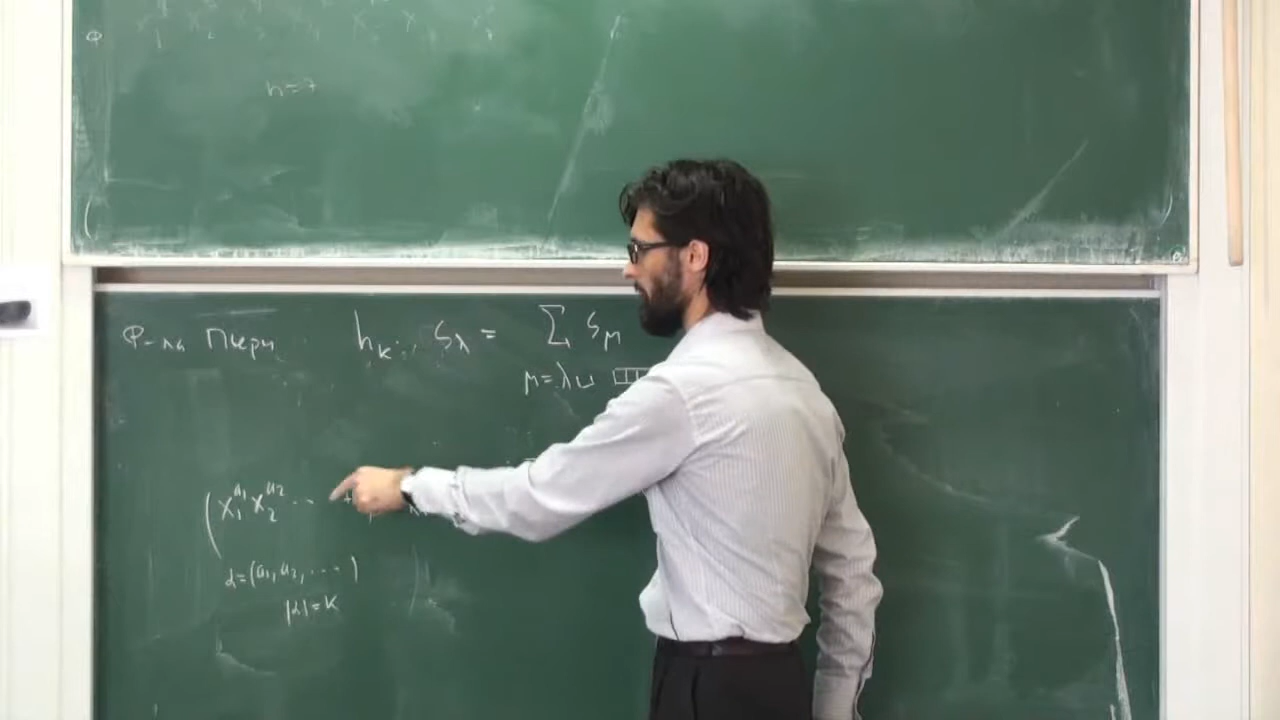 n=7
Ф-ла Пиери h_k · s_λ = ∑ s_μ
μ=λ⊔
(x_1^{a_1} x_2^{a_2} ...
α=(a_1, a_2, ...)
|α|=k